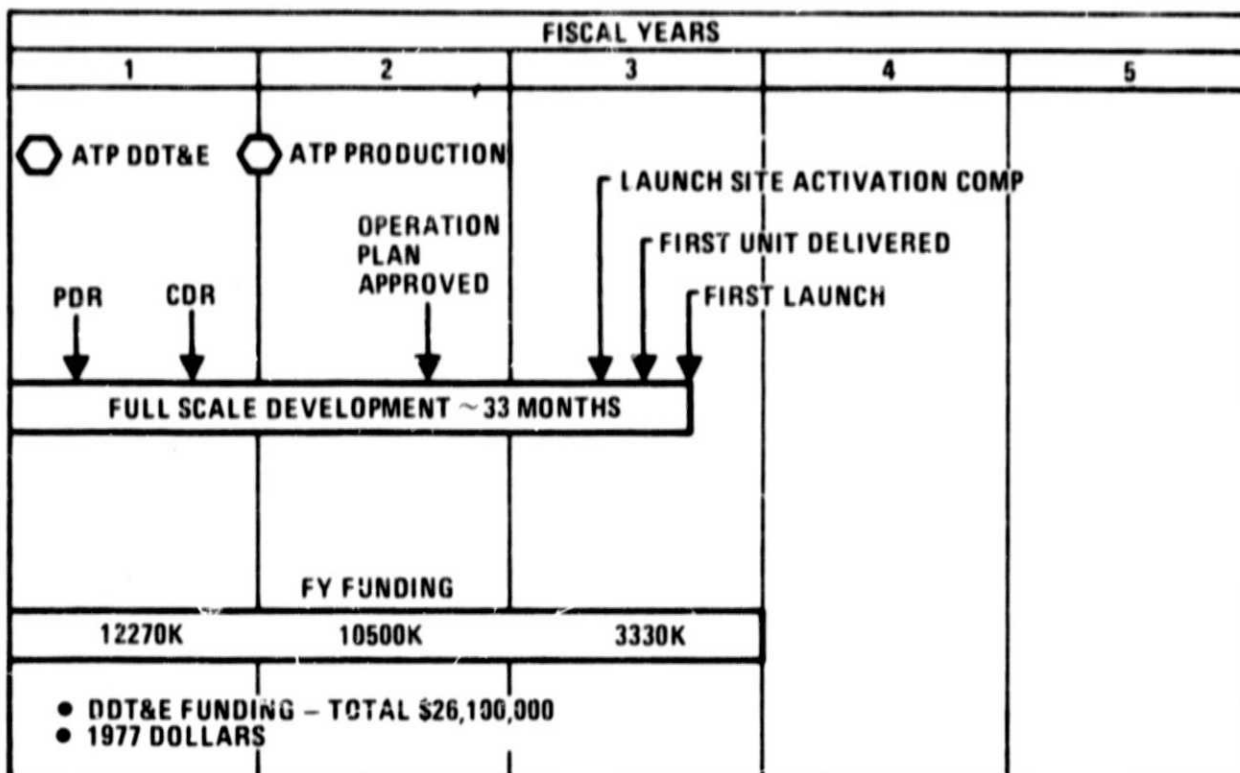 FISCAL YEARS
1 2 3 4 5
ATP DDT&E ATP PRODUCTION
LAUNCH SITE ACTIVATION COMP
OPERATION
PLAN
APPROVED
FIRST UNIT DELIVERED
PDR CDR FIRST LAUNCH
FULL SCALE DEVELOPMENT ~ 33 MONTHS
FY FUNDING
12270K 10500K 3330K
• DDT&E FUNDING – TOTAL $26,100,000
• 1977 DOLLARS